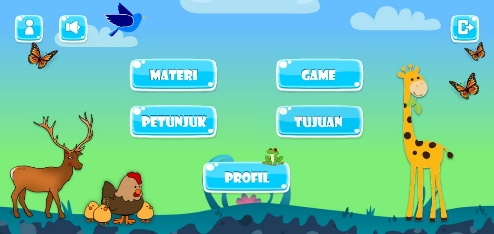 MATERI
GAME
PETUNJUK
TUJUAN
PROFIL